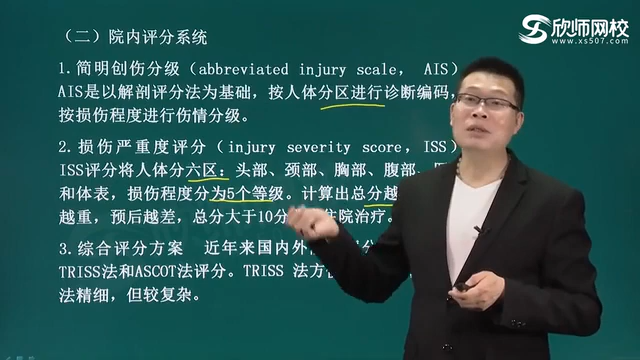 （二）院内评分系统
欣师网校
www.xs507.com
1.简明创伤分级（abbreviated injury scale， AIS）
AIS是以解剖评分法为基础，按人体分区进行诊断编码，
按损伤程度进行伤情分级。
2.损伤严重度评分（injury severity score，ISS）
ISS评分将人体分六区：头部、颈部、胸部、腹部、
和体表，损伤程度分为5个等级。计算出总分越
越重，预后越差，总分大于10分 住院治疗。
3.综合评分方案 近年来国内外
TRISS法和ASCOT法评分。TRISS 法方
法精细，但较复杂。